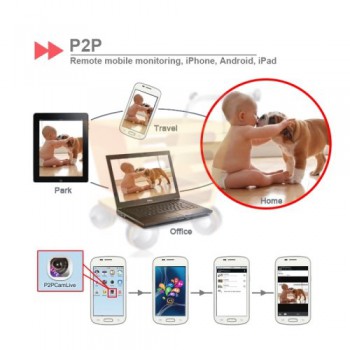 P2P
Remote mobile monitoring, iPhone, Android, iPad
Travel
Park
Home
Office
P2PCamLive